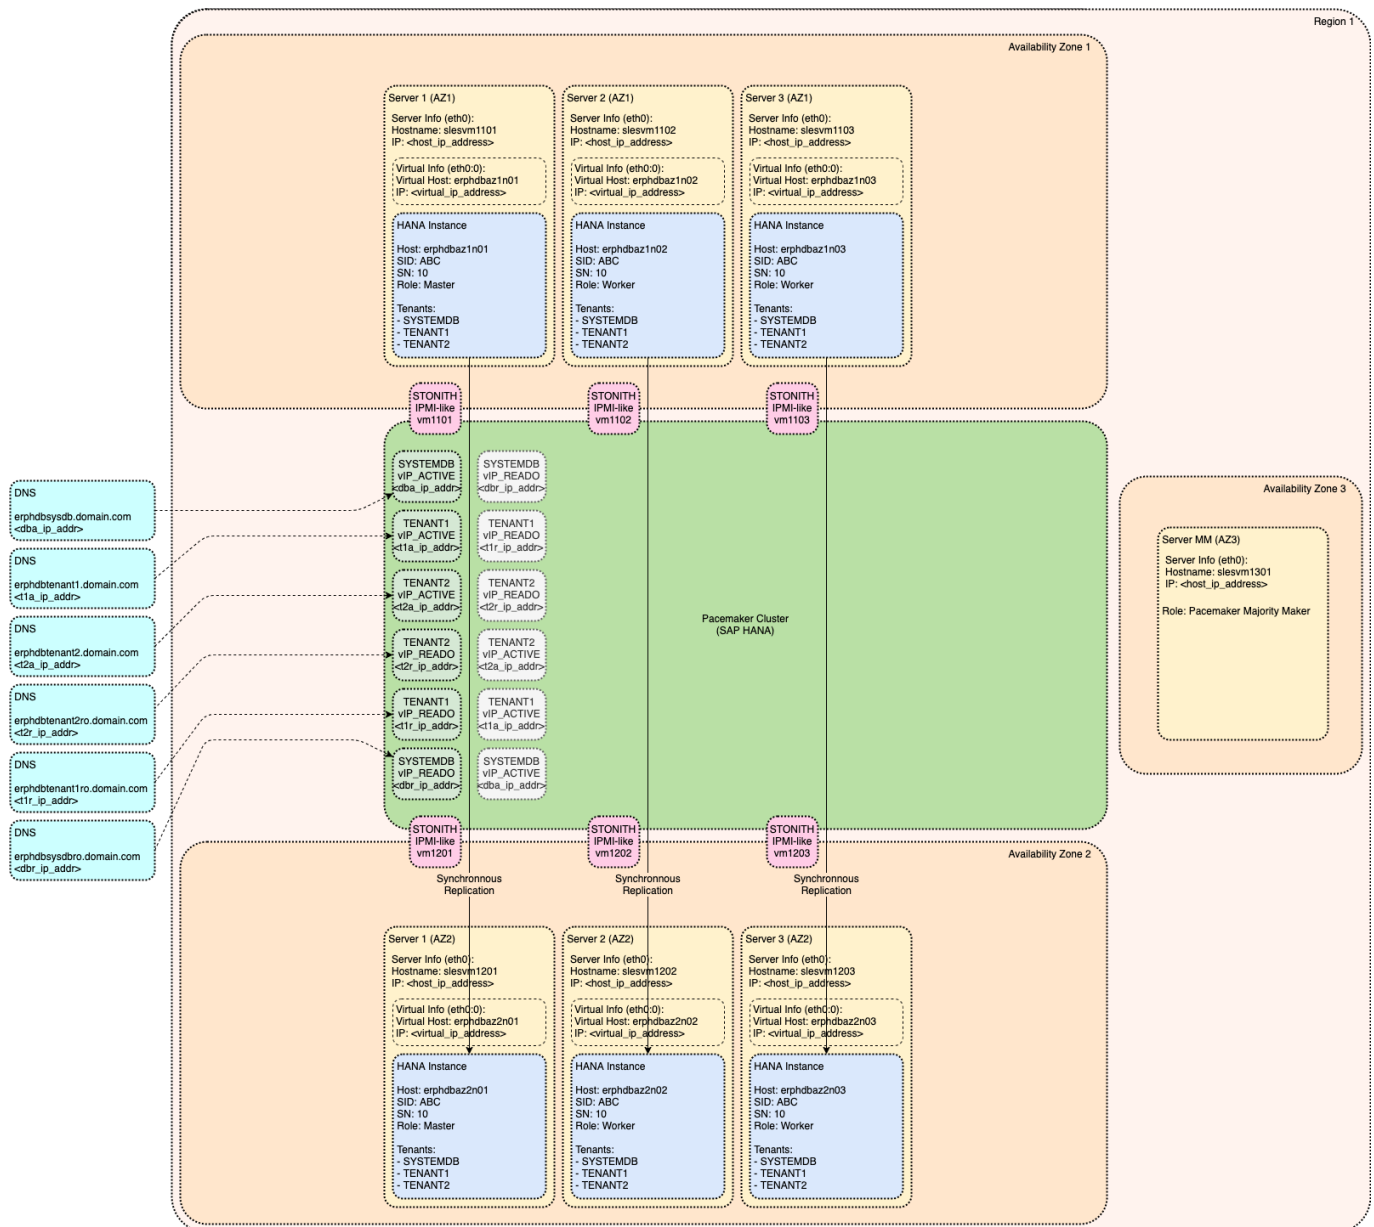 Region 1
Availability Zone 1
Server 1 (AZ1)
Server Info (eth0):
Hostname: slesvm1101
IP: <host_ip_address>
Virtual Info (eth0:0):
Virtual Host: erphdbaz1n01
IP: <virtual_ip_address>
HANA Instance
Host: erphdbaz1n01
SID: ABC
SN: 10
Role: Master
Tenants:
- SYSTEMDB
- TENANT1
- TENANT2
Server 2 (AZ1)
Server Info (eth0):
Hostname: slesvm1102
IP: <host_ip_address>
Virtual Info (eth0:0):
Virtual Host: erphdbaz1n02
IP: <virtual_ip_address>
HANA Instance
Host: erphdbaz1n02
SID: ABC
SN: 10
Role: Worker
Tenants:
- SYSTEMDB
- TENANT1
- TENANT2
Server 3 (AZ1)
Server Info (eth0):
Hostname: slesvm1103
IP: <host_ip_address>
Virtual Info (eth0:0):
Virtual Host: erphdbaz1n03
IP: <virtual_ip_address>
HANA Instance
Host: erphdbaz1n03
SID: ABC
SN: 10
Role: Worker
Tenants:
- SYSTEMDB
- TENANT1
- TENANT2
STONITH
IPMI-like
vm1101
STONITH
IPMI-like
vm1102
STONITH
IPMI-like
vm1103
DNS
erphdbsysdb.domain.com
<dba_ip_addr>
DNS
erphdbtenant1.domain.com
<t1a_ip_addr>
DNS
erphdbtenant2.domain.com
<t2a_ip_addr>
DNS
erphdbtenant2ro.domain.com
<t2r_ip_addr>
DNS
erphdbtenant1ro.domain.com
<t1r_ip_addr>
DNS
erphdbsysdbro.domain.com
<dbr_ip_addr>
SYSTEMDB
vIP_ACTIVE
<dba_ip_addr>
SYSTEMDB
vIP_READO
<dbr_ip_addr>
TENANT1
vIP_ACTIVE
<t1a_ip_addr>
TENANT1
vIP_READO
<t1r_ip_addr>
TENANT2
vIP_ACTIVE
<t2a_ip_addr>
TENANT2
vIP_READO
<t2r_ip_addr>
TENANT2
vIP_READO
<t2r_ip_addr>
TENANT2
vIP_ACTIVE
<t2a_ip_addr>
TENANT1
vIP_READO
<t1r_ip_addr>
TENANT1
vIP_ACTIVE
<t1a_ip_addr>
SYSTEMDB
vIP_READO
<dbr_ip_addr>
SYSTEMDB
vIP_ACTIVE
<dba_ip_addr>
Pacemaker Cluster
(SAP HANA)
Availability Zone 3
Server MM (AZ3)
Server Info (eth0):
Hostname: slesvm1301
IP: <host_ip_address>
Role: Pacemaker Majority Maker
STONITH
IPMI-like
vm1201
STONITH
IPMI-like
vm1202
STONITH
IPMI-like
vm1203
Availability Zone 2
Synchronnous
Replication
Synchronnous
Replication
Synchronnous
Replication
Server 1 (AZ2)
Server Info (eth0):
Hostname: slesvm1201
IP: <host_ip_address>
Virtual Info (eth0:0):
Virtual Host: erphdbaz2n01
IP: <virtual_ip_address>
HANA Instance
Host: erphdbaz2n01
SID: ABC
SN: 10
Role: Master
Tenants:
- SYSTEMDB
- TENANT1
- TENANT2
Server 2 (AZ2)
Server Info (eth0):
Hostname: slesvm1202
IP: <host_ip_address>
Virtual Info (eth0:0):
Virtual Host: erphdbaz2n02
IP: <virtual_ip_address>
HANA Instance
Host: erphdbaz2n02
SID: ABC
SN: 10
Role: Worker
Tenants:
- SYSTEMDB
- TENANT1
- TENANT2
Server 3 (AZ2)
Server Info (eth0):
Hostname: slesvm1203
IP: <host_ip_address>
Virtual Info (eth0:0):
Virtual Host: erphdbaz2n03
IP: <virtual_ip_address>
HANA Instance
Host: erphdbaz2n03
SID: ABC
SN: 10
Role: Worker
Tenants:
- SYSTEMDB
- TENANT1
- TENANT2